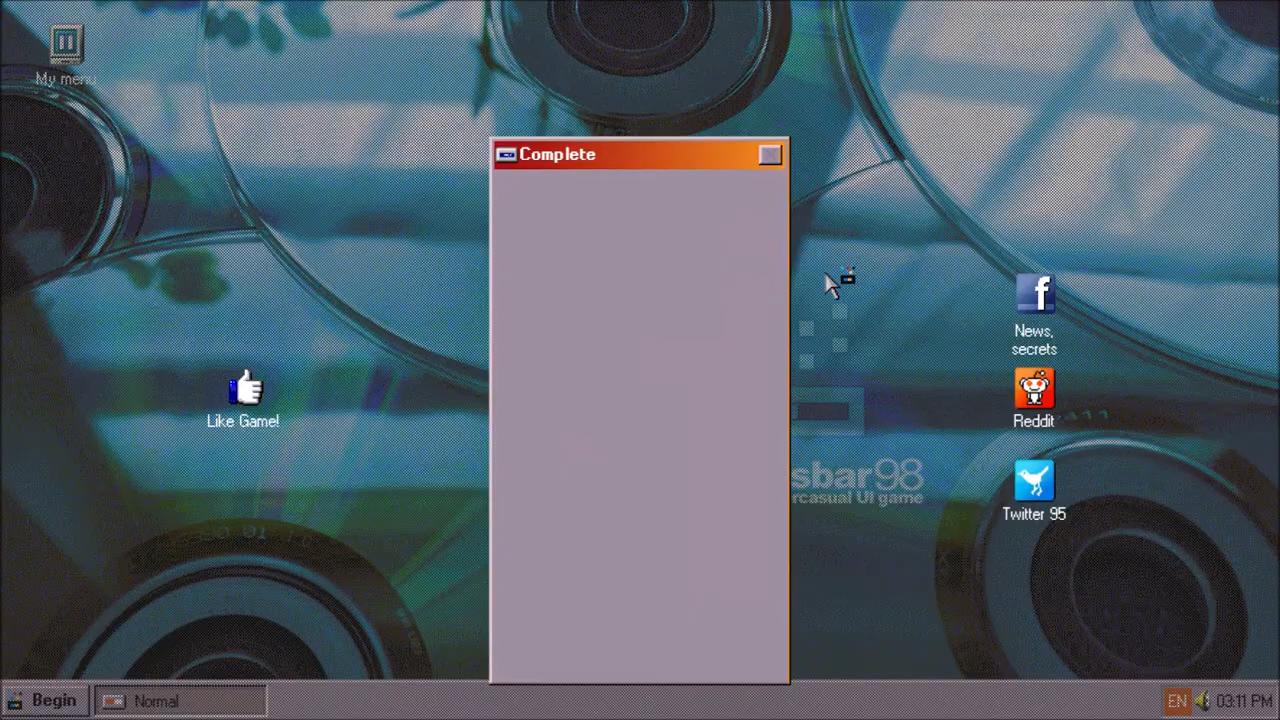 My menu
Complete
News,
secrets
Like Game!
Reddit
sbar98
rcasual UI game
Twitter 95
Begin
Normal
EN
03:11 PM